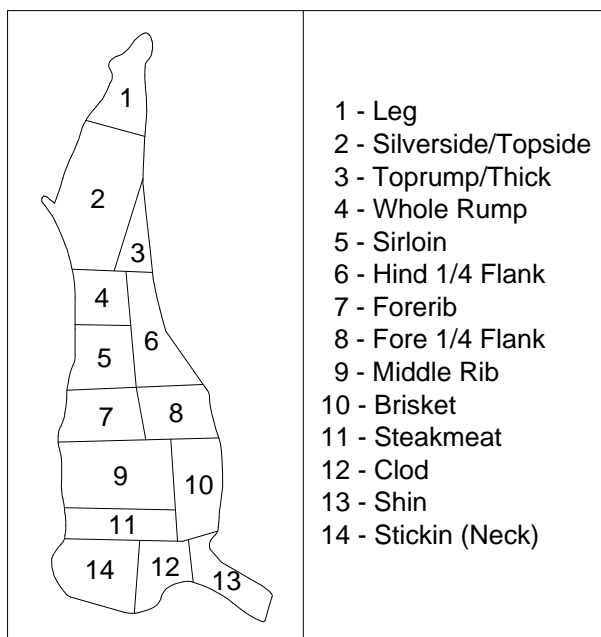 1
2
3
4
5
6
7
8
9
10
11
12
13
14
1 - Leg
2 - Silverside/Topside
3 - Toprump/Thick
4 - Whole Rump
5 - Sirloin
6 - Hind 1/4 Flank
7 - Forerib
8 - Fore 1/4 Flank
9 - Middle Rib
10 - Brisket
11 - Steakmeat
12 - Clod
13 - Shin
14 - Stickin (Neck)